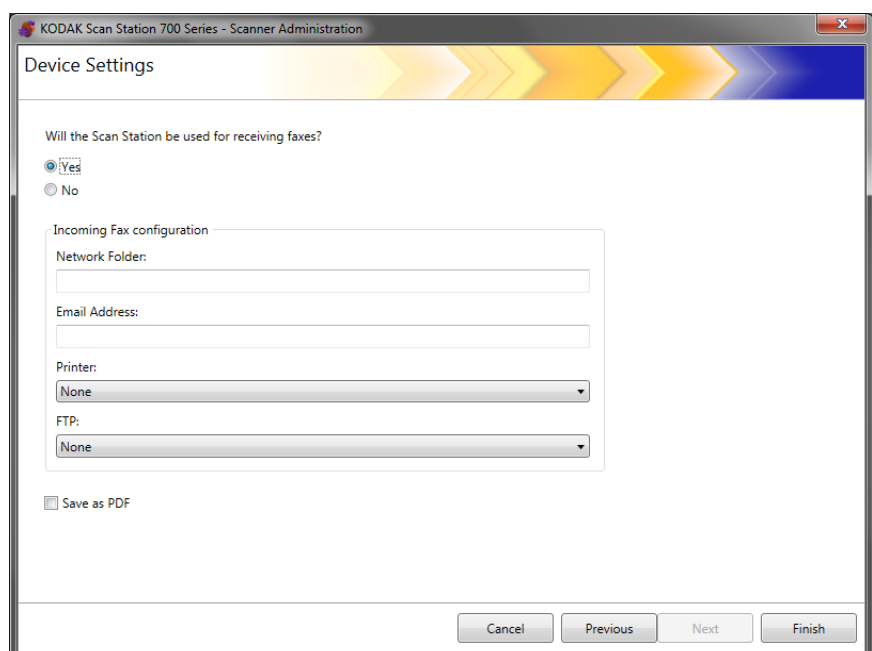 KODAK Scan Station 700 Series - Scanner Administration
Device Settings
Will the Scan Station be used for receiving faxes?
Yes
No
Incoming Fax configuration
Network Folder:
Email Address:
Printer:
None
FTP:
None
Save as PDF
Cancel Previous Next Finish